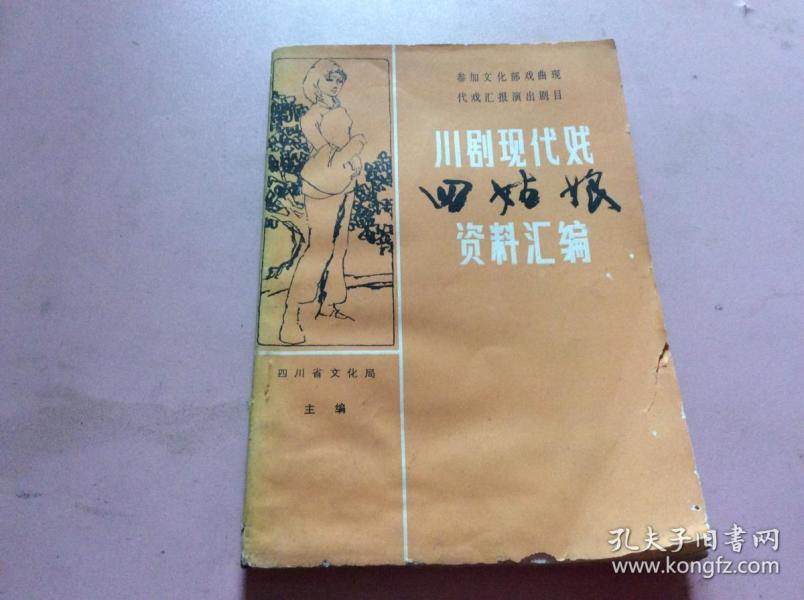 参加文化部戏曲现
代戏汇报演出剧目
川剧现代戏
四姑娘
资料汇编
四川省文化局
主编
孔夫子旧书网
www.kongfz.com